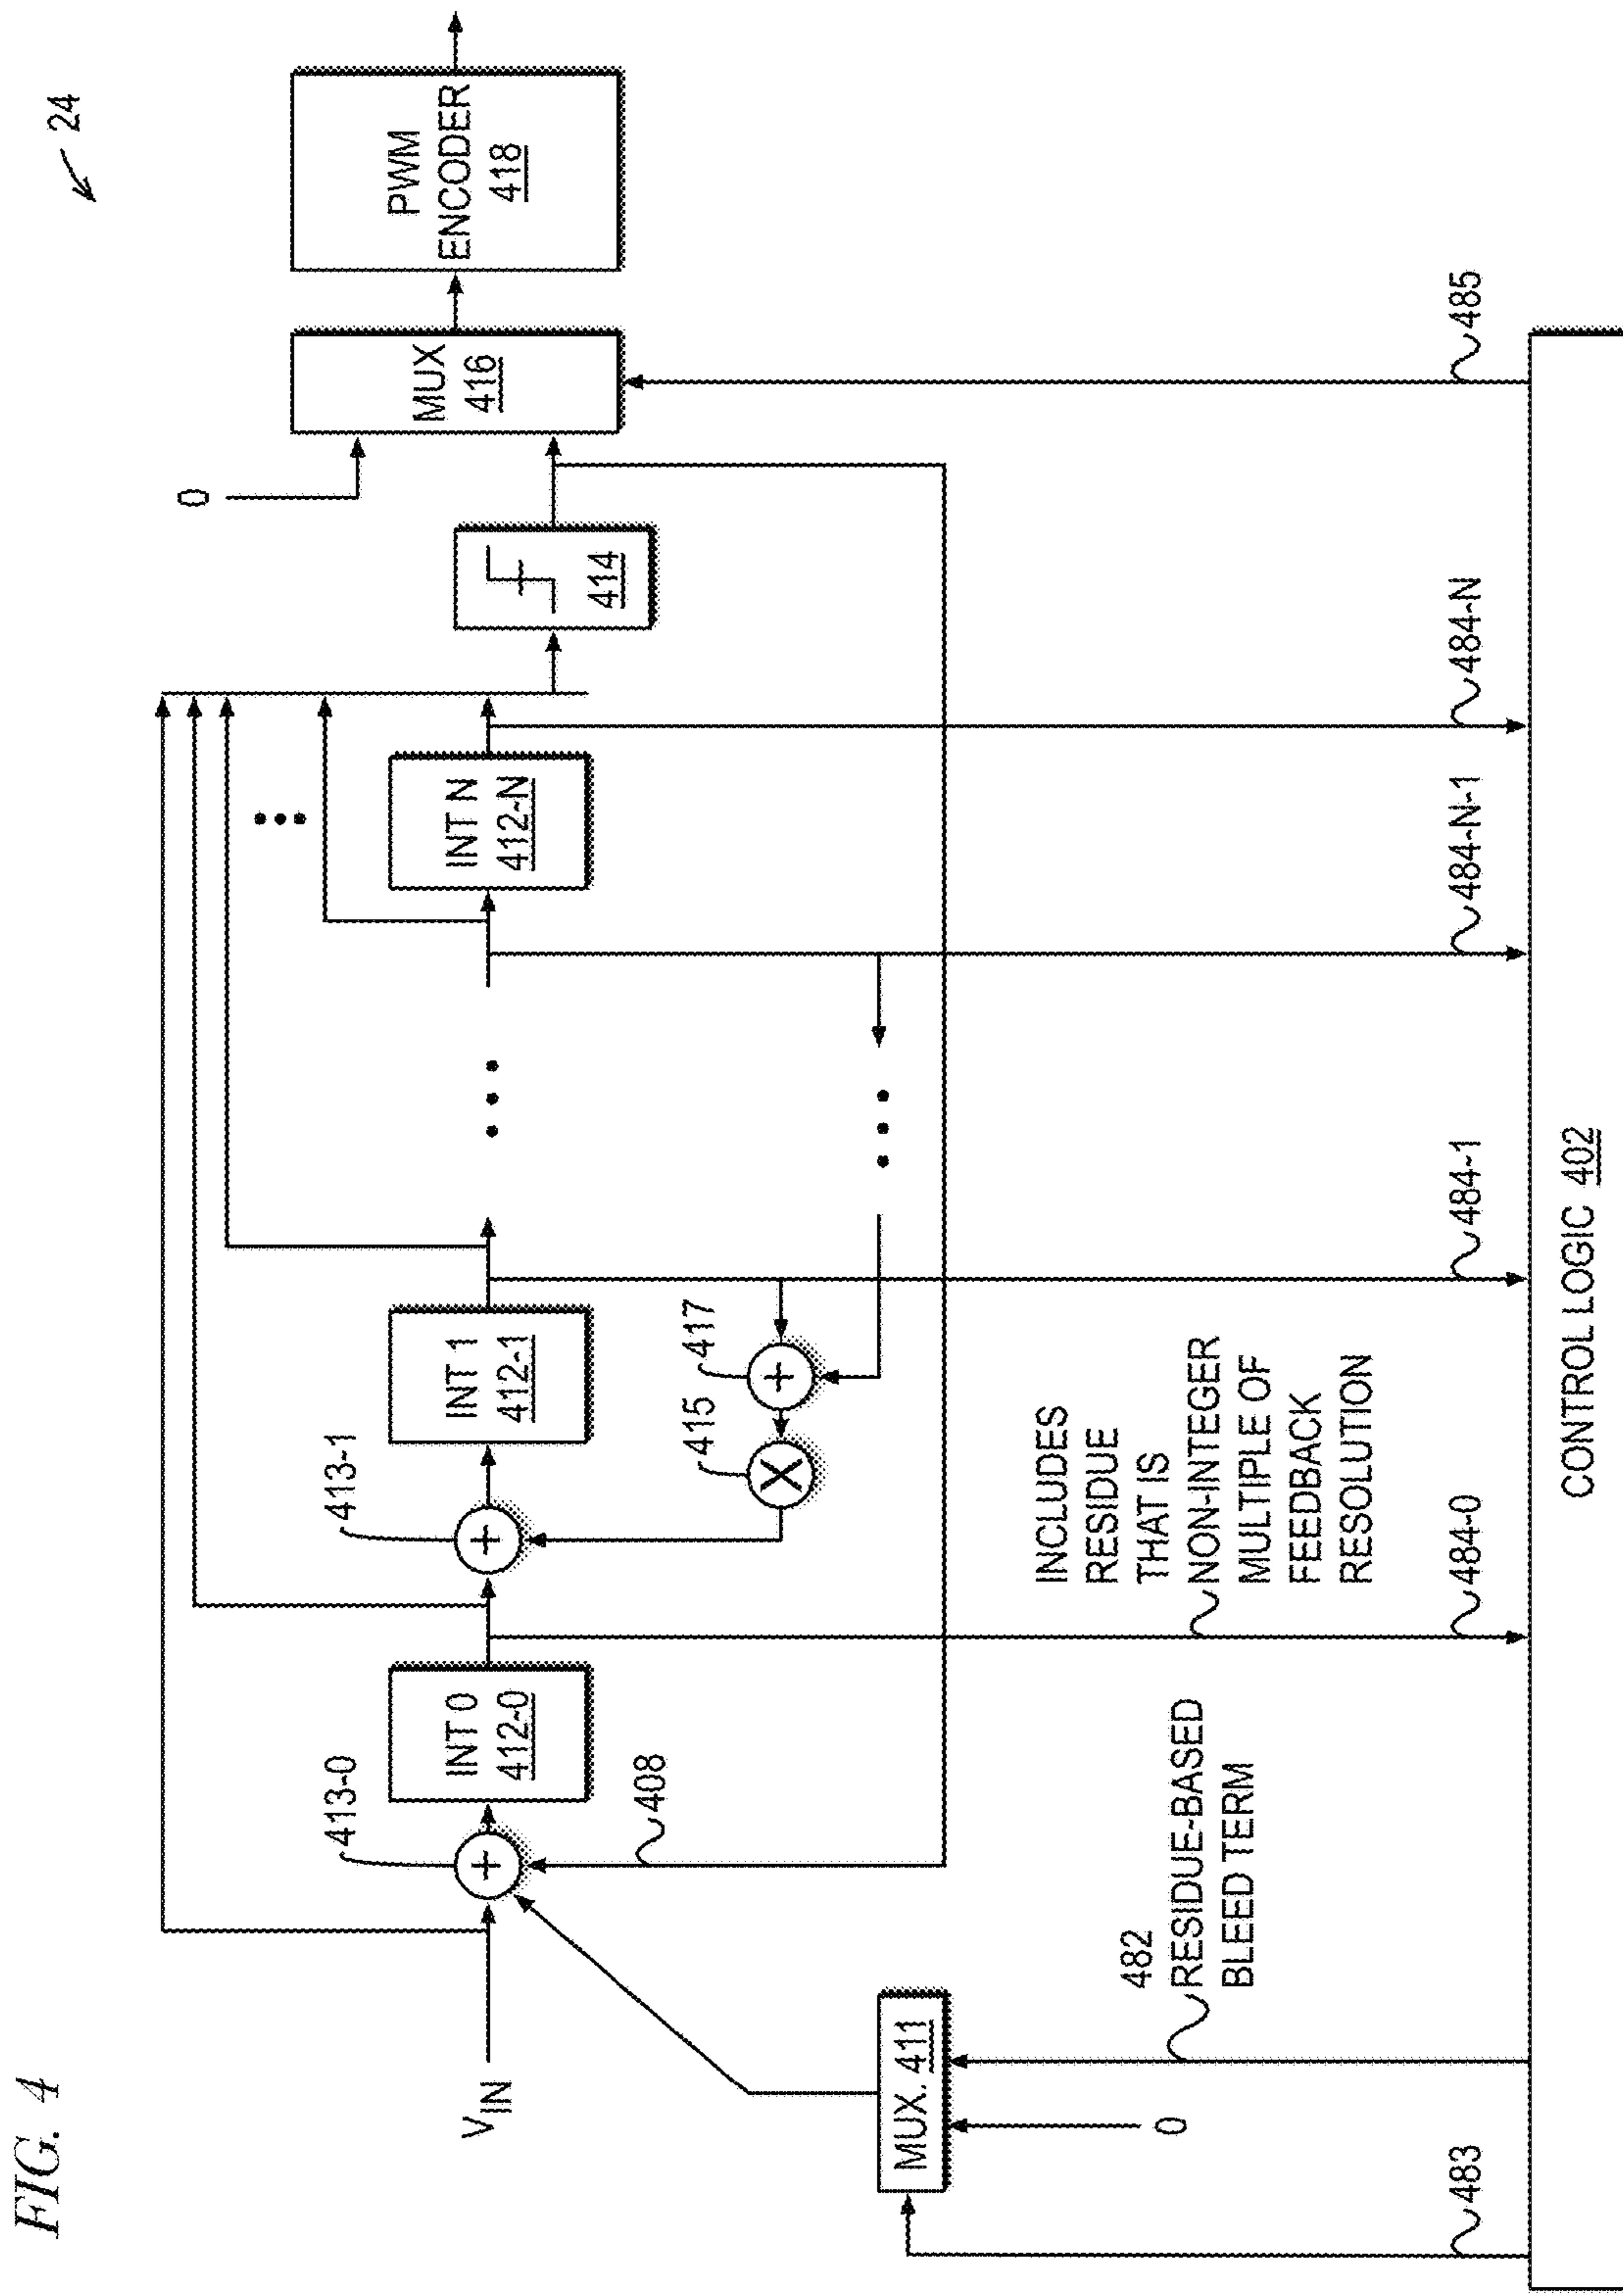 FIG. 4
24
V_IN
413-0
INT 0
412-0
413-1
INT 1
412-1
INT N
412-N
414
0
MUX
416
PWM
ENCODER
418
408
415
417
MUX. 411
0
482
RESIDUE-BASED
BLEED TERM
INCLUDES
RESIDUE
THAT IS
NON-INTEGER
MULTIPLE OF
FEEDBACK
RESOLUTION
483
484-0
484-1
484-N-1
484-N
485
CONTROL LOGIC 402